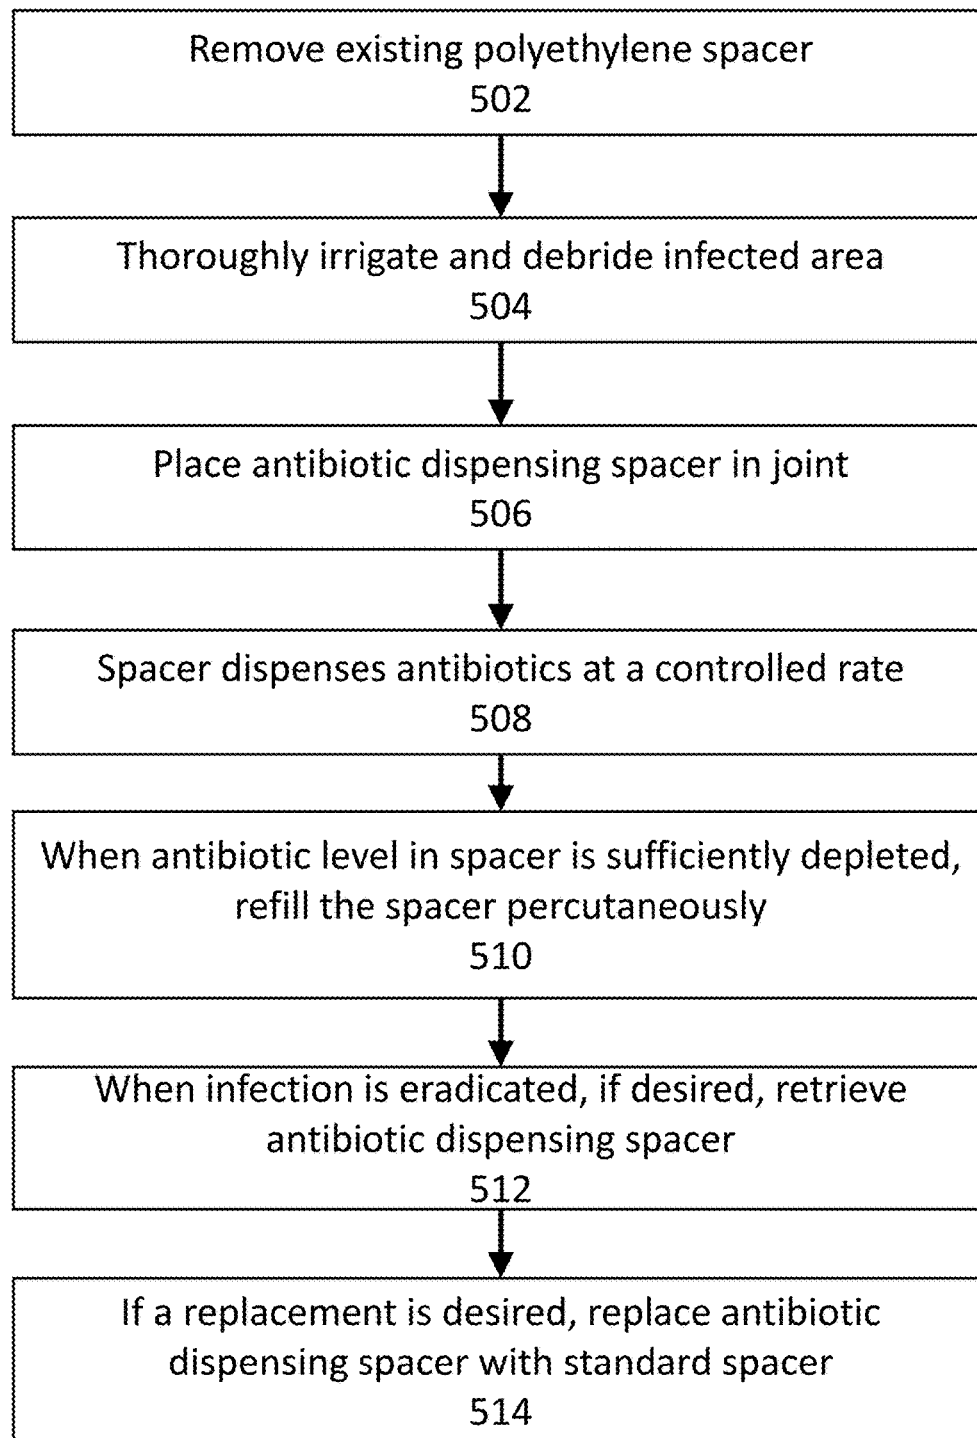 Remove existing polyethylene spacer
502
Thoroughly irrigate and debride infected area
504
Place antibiotic dispensing spacer in joint
506
Spacer dispenses antibiotics at a controlled rate
508
When antibiotic level in spacer is sufficiently depleted,
refill the spacer percutaneously
510
When infection is eradicated, if desired, retrieve
antibiotic dispensing spacer
512
If a replacement is desired, replace antibiotic
dispensing spacer with standard spacer
514